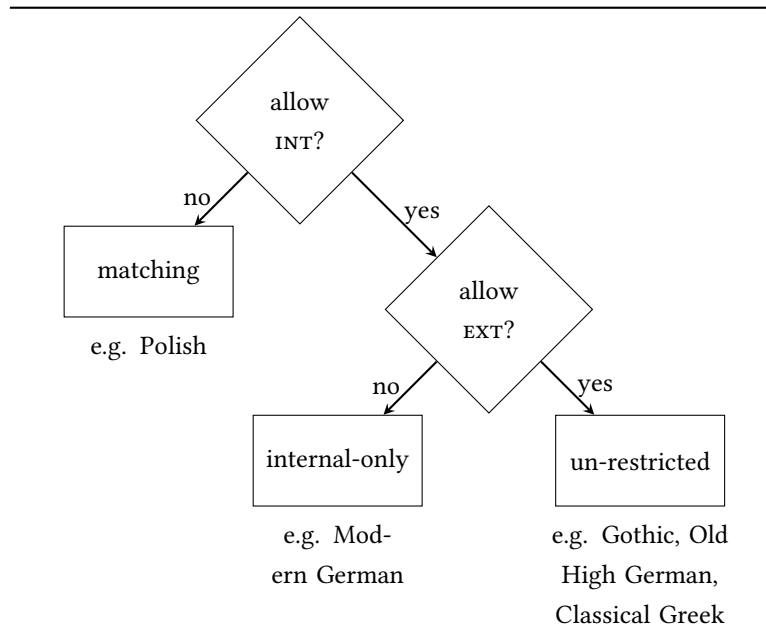 allow
INT?
no
yes
matching
e.g. Polish
allow
EXT?
no
yes
internal-only
un-restricted
e.g. Mod-
ern German
e.g. Gothic, Old
High German,
Classical Greek